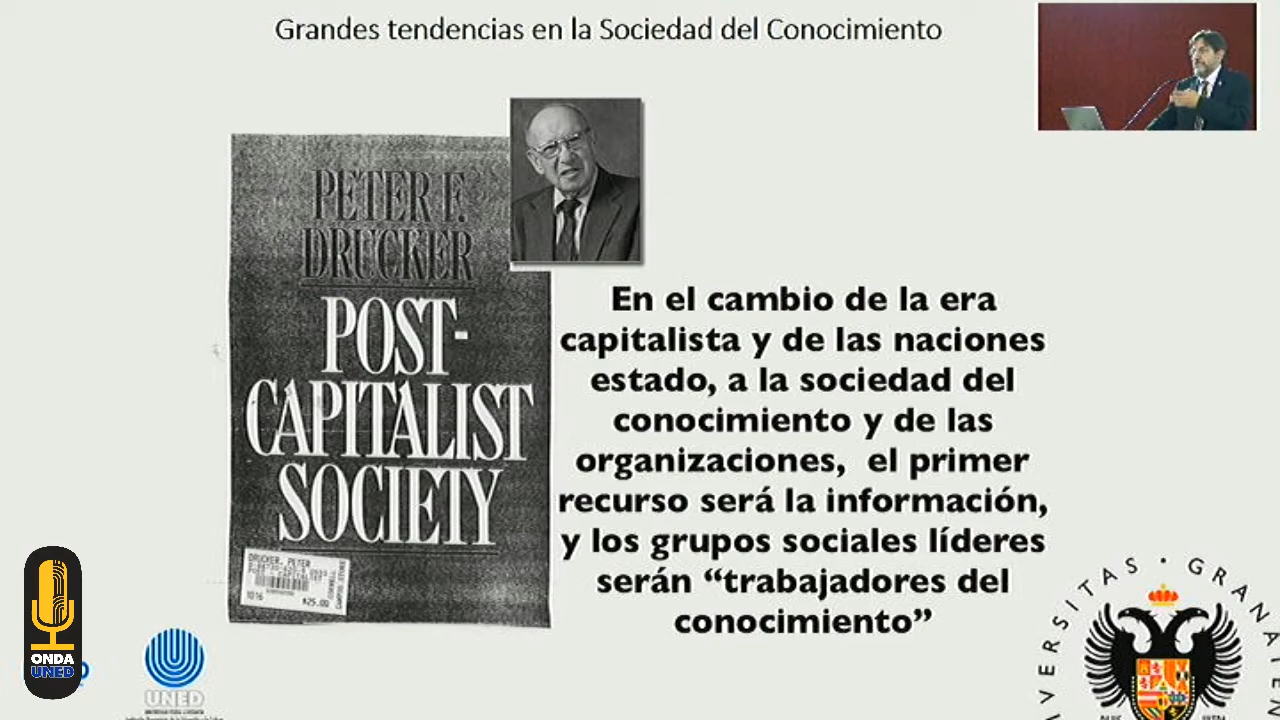 Grandes tendencias en la Sociedad del Conocimiento
PETER F.
DRUCKER
POST-
CAPITALIST
SOCIETY
DRUCKER, PETER
1016
$25.00
En el cambio de la era
capitalista y de las naciones
estado, a la sociedad del
conocimiento y de las
organizaciones, el primer
recurso será la información,
y los grupos sociales líderes
serán “trabajadores del
conocimiento”
ONDA
UNED
UNED